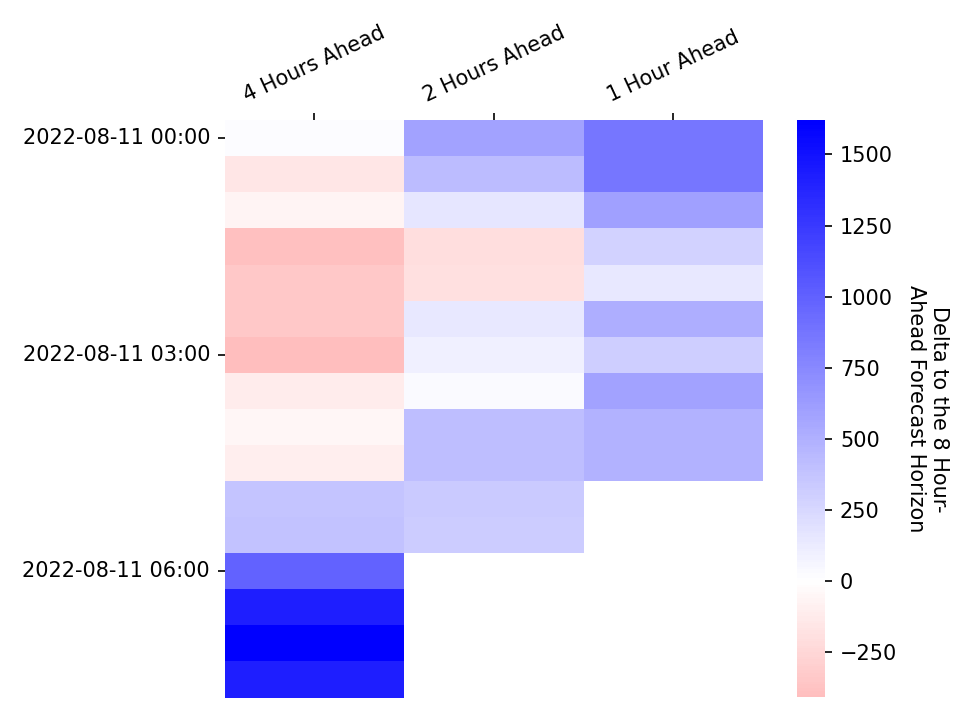 4 Hours Ahead
2 Hours Ahead
1 Hour Ahead
2022-08-11 00:00
2022-08-11 03:00
2022-08-11 06:00
1500
1250
1000
750
500
250
0
−250
Delta to the 8 Hour-
Ahead Forecast Horizon